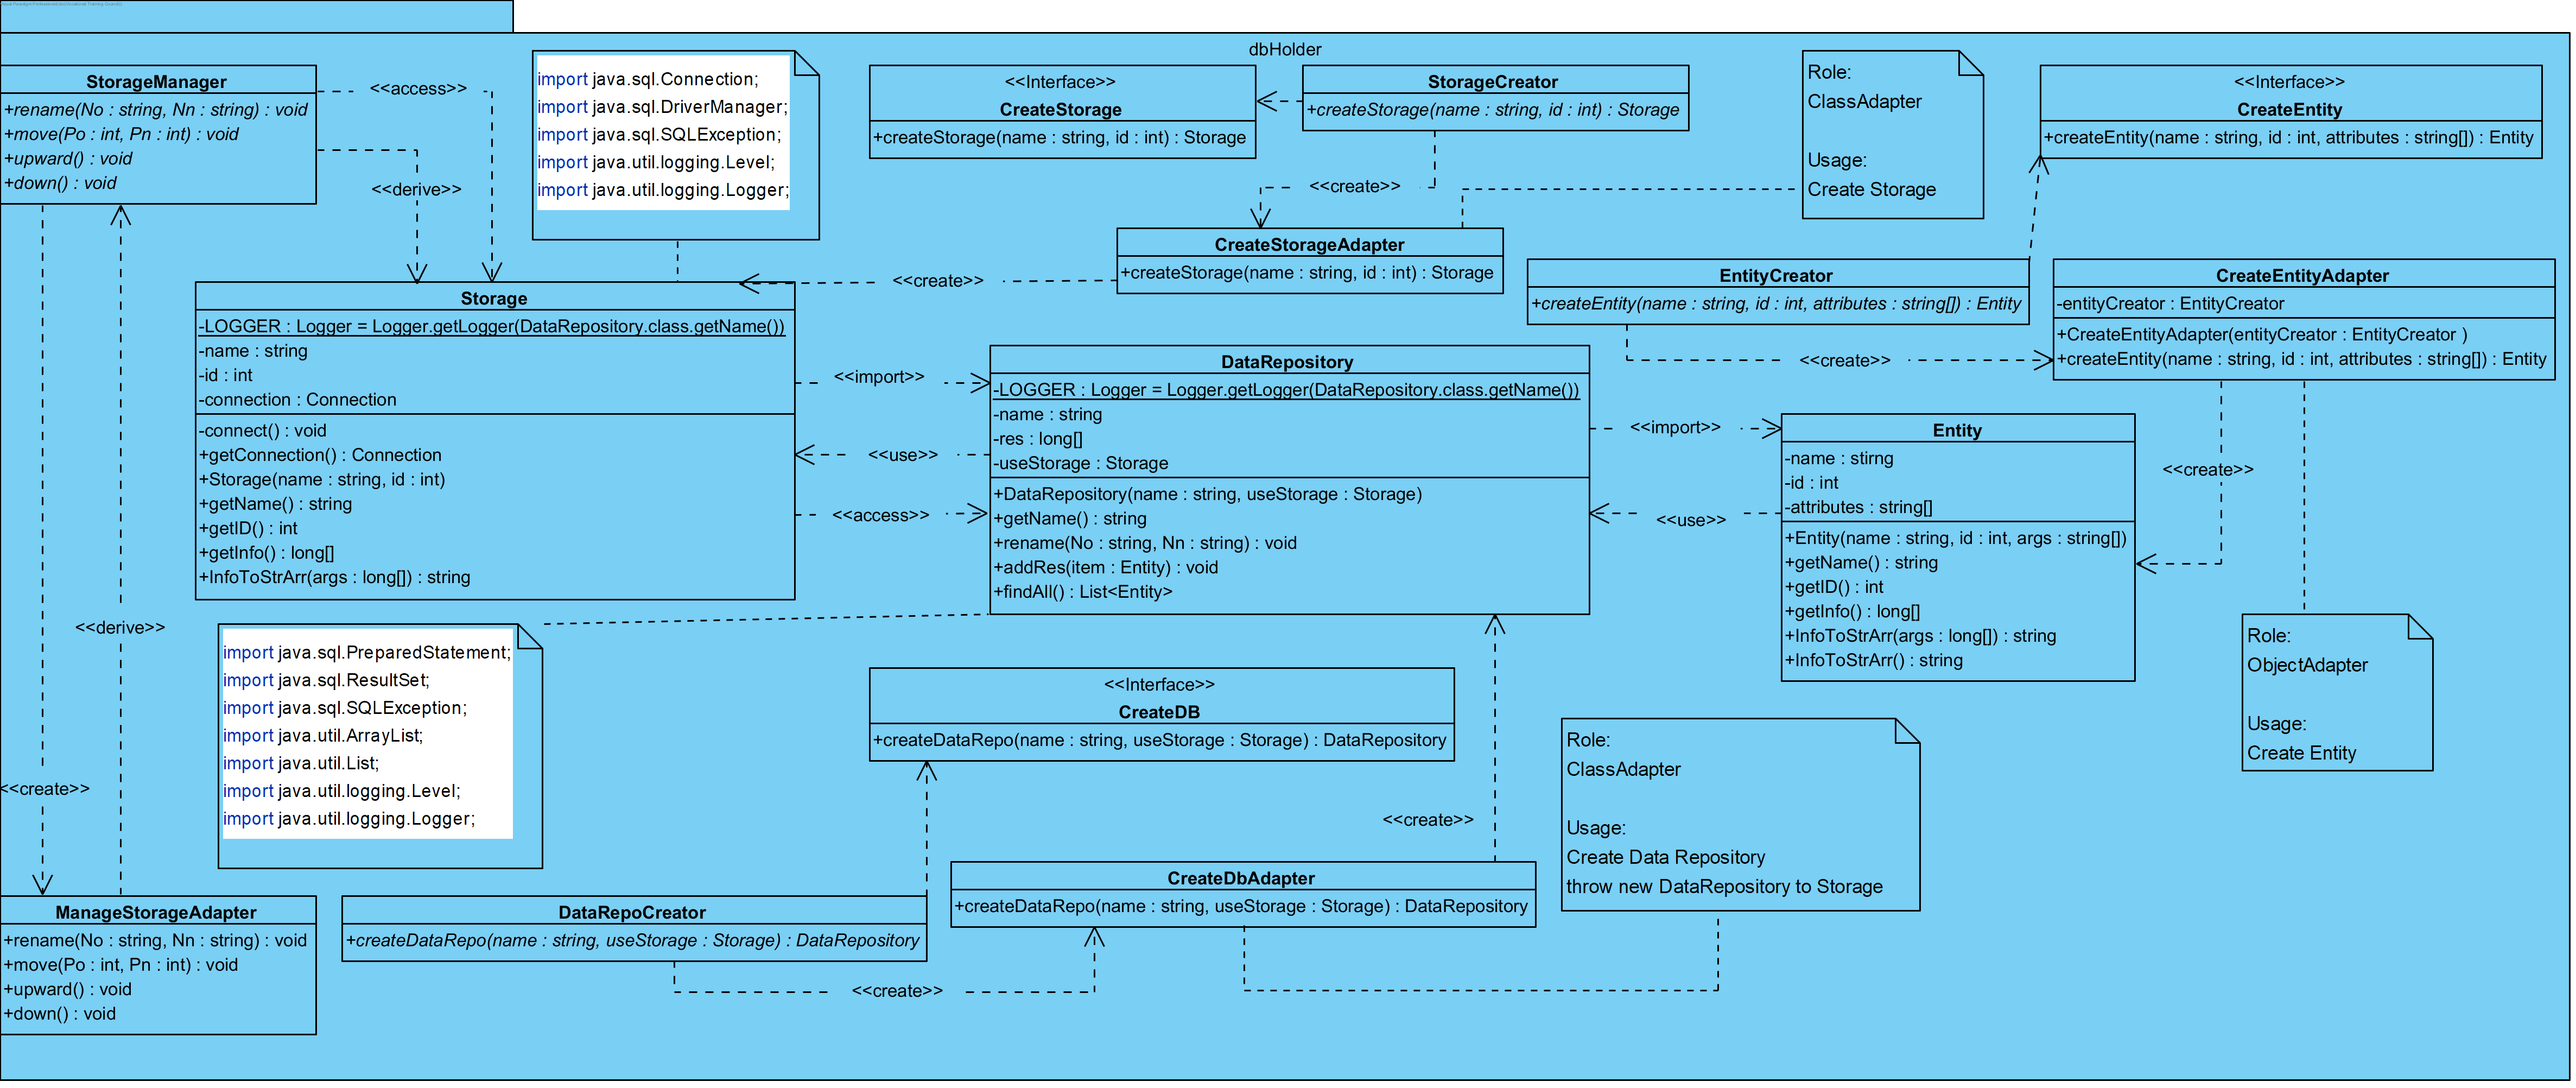 dbHolder
StorageManager
+rename(No : string, Nn : string) : void
+move(Po : int, Pn : int) : void
+upward() : void
+down() : void
<<access>>
<<derive>>
import java.sql.Connection;
import java.sql.DriverManager;
import java.sql.SQLException;
import java.util.logging.Level;
import java.util.logging.Logger;
<<Interface>>
CreateStorage
+createStorage(name : string, id : int) : Storage
StorageCreator
+createStorage(name : string, id : int) : Storage
<<create>>
Role:
ClassAdapter
Usage:
Create Storage
<<Interface>>
CreateEntity
+createEntity(name : string, id : int, attributes : string[]) : Entity
CreateStorageAdapter
+createStorage(name : string, id : int) : Storage
<<create>>
EntityCreator
+createEntity(name : string, id : int, attributes : string[]) : Entity
<<create>>
CreateEntityAdapter
-entityCreator : EntityCreator
+CreateEntityAdapter(entityCreator : EntityCreator )
+createEntity(name : string, id : int, attributes : string[]) : Entity
Storage
-LOGGER : Logger = Logger.getLogger(DataRepository.class.getName())
-name : string
-id : int
-connection : Connection
-connect() : void
+getConnection() : Connection
+Storage(name : string, id : int)
+getName() : string
+getID() : int
+getInfo() : long[]
+InfoToStrArr(args : long[]) : string
<<import>>
<<use>>
<<access>>
DataRepository
-LOGGER : Logger = Logger.getLogger(DataRepository.class.getName())
-name : string
-res : long[]
-useStorage : Storage
+DataRepository(name : string, useStorage : Storage)
+getName() : string
+rename(No : string, Nn : string) : void
+addRes(item : Entity) : void
+findAll() : List<Entity>
<<import>>
<<use>>
Entity
-name : stirng
-id : int
-attributes : string[]
+Entity(name : string, id : int, args : string[])
+getName() : string
+getID() : int
+getInfo() : long[]
+InfoToStrArr(args : long[]) : string
+InfoToStrArr() : string
<<create>>
Role:
ObjectAdapter
Usage:
Create Entity
<<derive>>
<<create>>
import java.sql.PreparedStatement;
import java.sql.ResultSet;
import java.sql.SQLException;
import java.util.ArrayList;
import java.util.List;
import java.util.logging.Level;
import java.util.logging.Logger;
<<Interface>>
CreateDB
+createDataRepo(name : string, useStorage : Storage) : DataRepository
<<create>>
Role:
ClassAdapter
Usage:
Create Data Repository
throw new DataRepository to Storage
ManageStorageAdapter
+rename(No : string, Nn : string) : void
+move(Po : int, Pn : int) : void
+upward() : void
+down() : void
DataRepoCreator
+createDataRepo(name : string, useStorage : Storage) : DataRepository
<<create>>
CreateDbAdapter
+createDataRepo(name : string, useStorage : Storage) : DataRepository